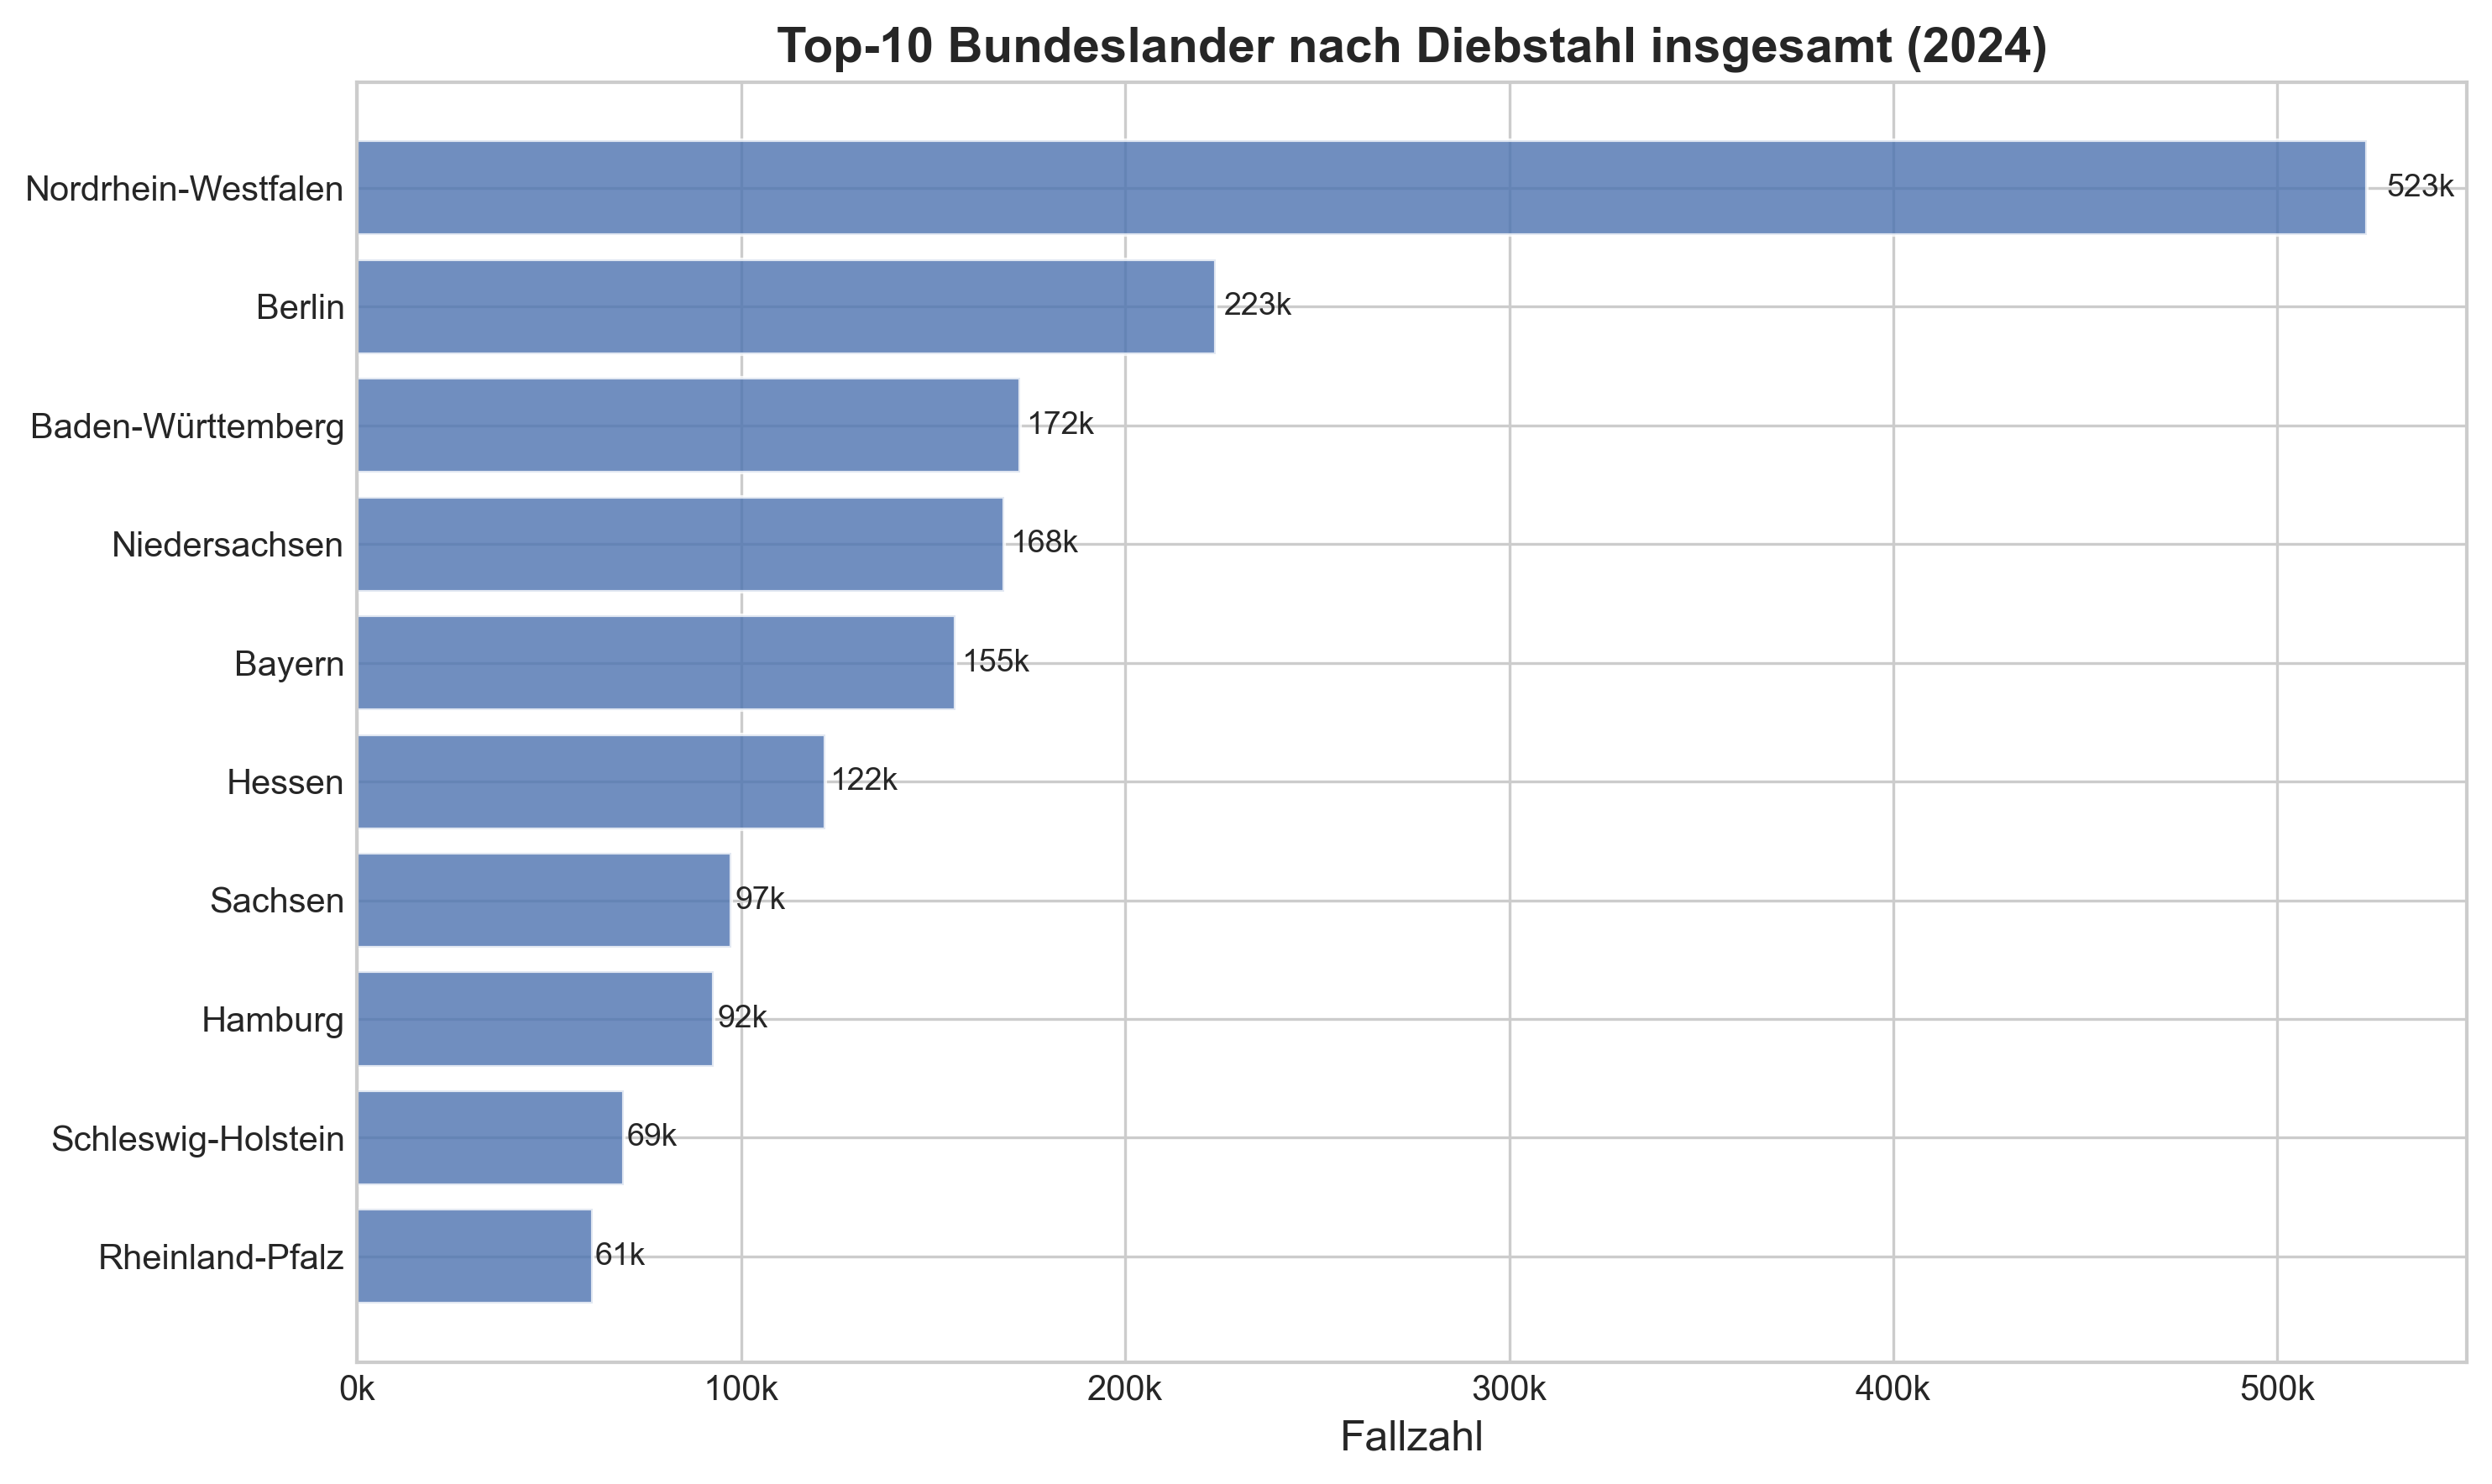 Top-10 Bundeslander nach Diebstahl insgesamt (2024)
Nordrhein-Westfalen 523k
Berlin 223k
Baden-Württemberg 172k
Niedersachsen 168k
Bayern 155k
Hessen 122k
Sachsen 97k
Hamburg 92k
Schleswig-Holstein 69k
Rheinland-Pfalz 61k
0k 100k 200k 300k 400k 500k
Fallzahl